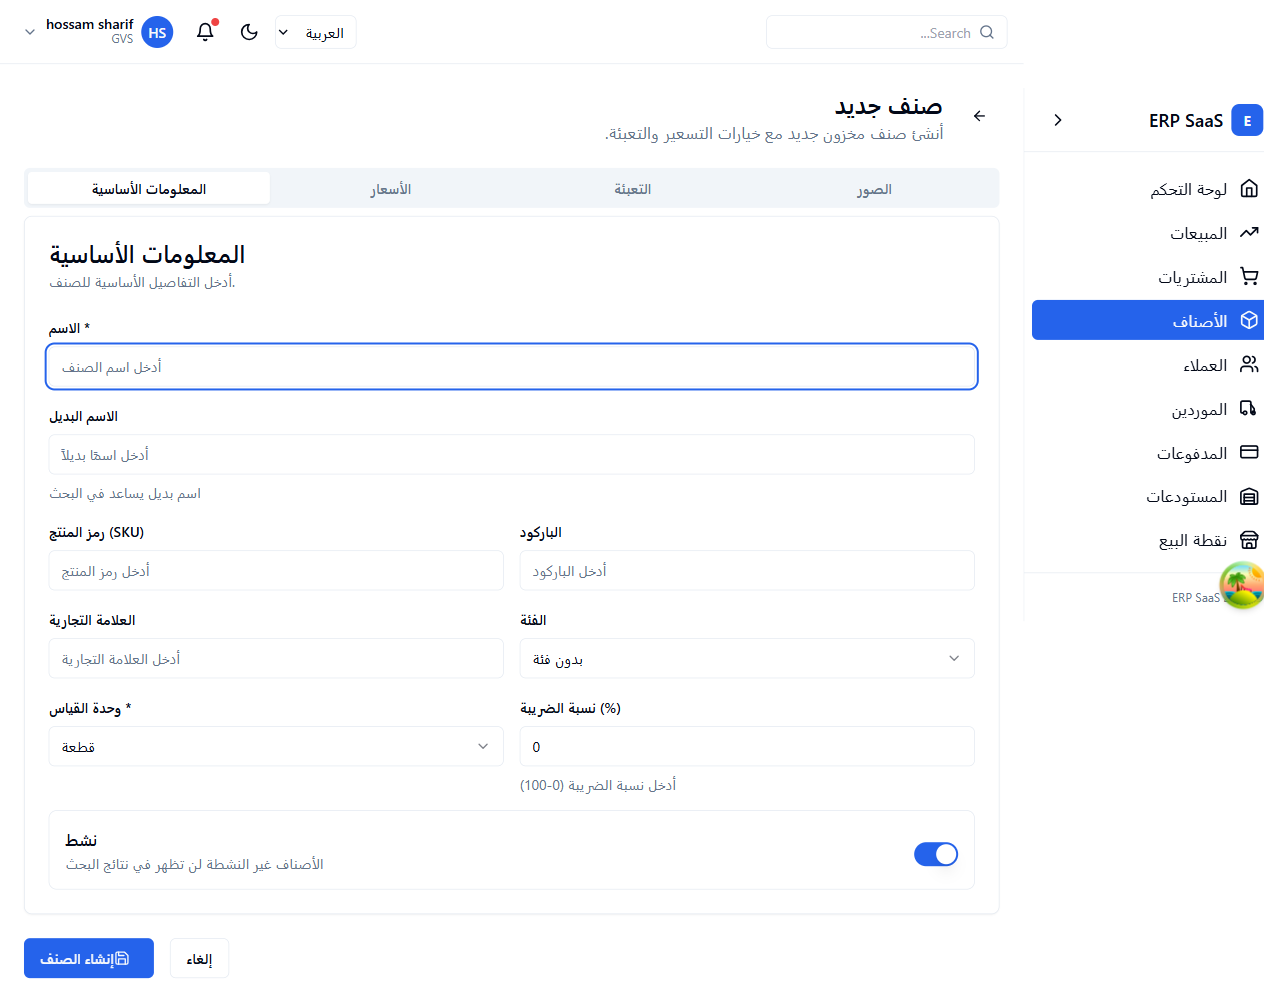 hossam sharif
GVS
HS
العربية
Search...
ERP SaaS
E
لوحة التحكم
المبيعات
المشتريات
الأصناف
العملاء
الموردين
المدفوعات
المستودعات
نقطة البيع
ERP SaaS
صنف جديد
أنشئ صنف مخزون جديد مع خيارات التسعير والتعبئة.
المعلومات الأساسية
الأسعار
التعبئة
الصور
المعلومات الأساسية
أدخل التفاصيل الأساسية للصنف.
الاسم *
أدخل اسم الصنف
الاسم البديل
أدخل اسمًا بديلاً
اسم بديل يساعد في البحث
رمز المنتج (SKU)
أدخل رمز المنتج
الباركود
أدخل الباركود
العلامة التجارية
أدخل العلامة التجارية
الفئة
بدون فئة
وحدة القياس *
قطعة
نسبة الضريبة (%)
0
أدخل نسبة الضريبة (0-100)
نشط
الأصناف غير النشطة لن تظهر في نتائج البحث
إنشاء الصنف
إلغاء